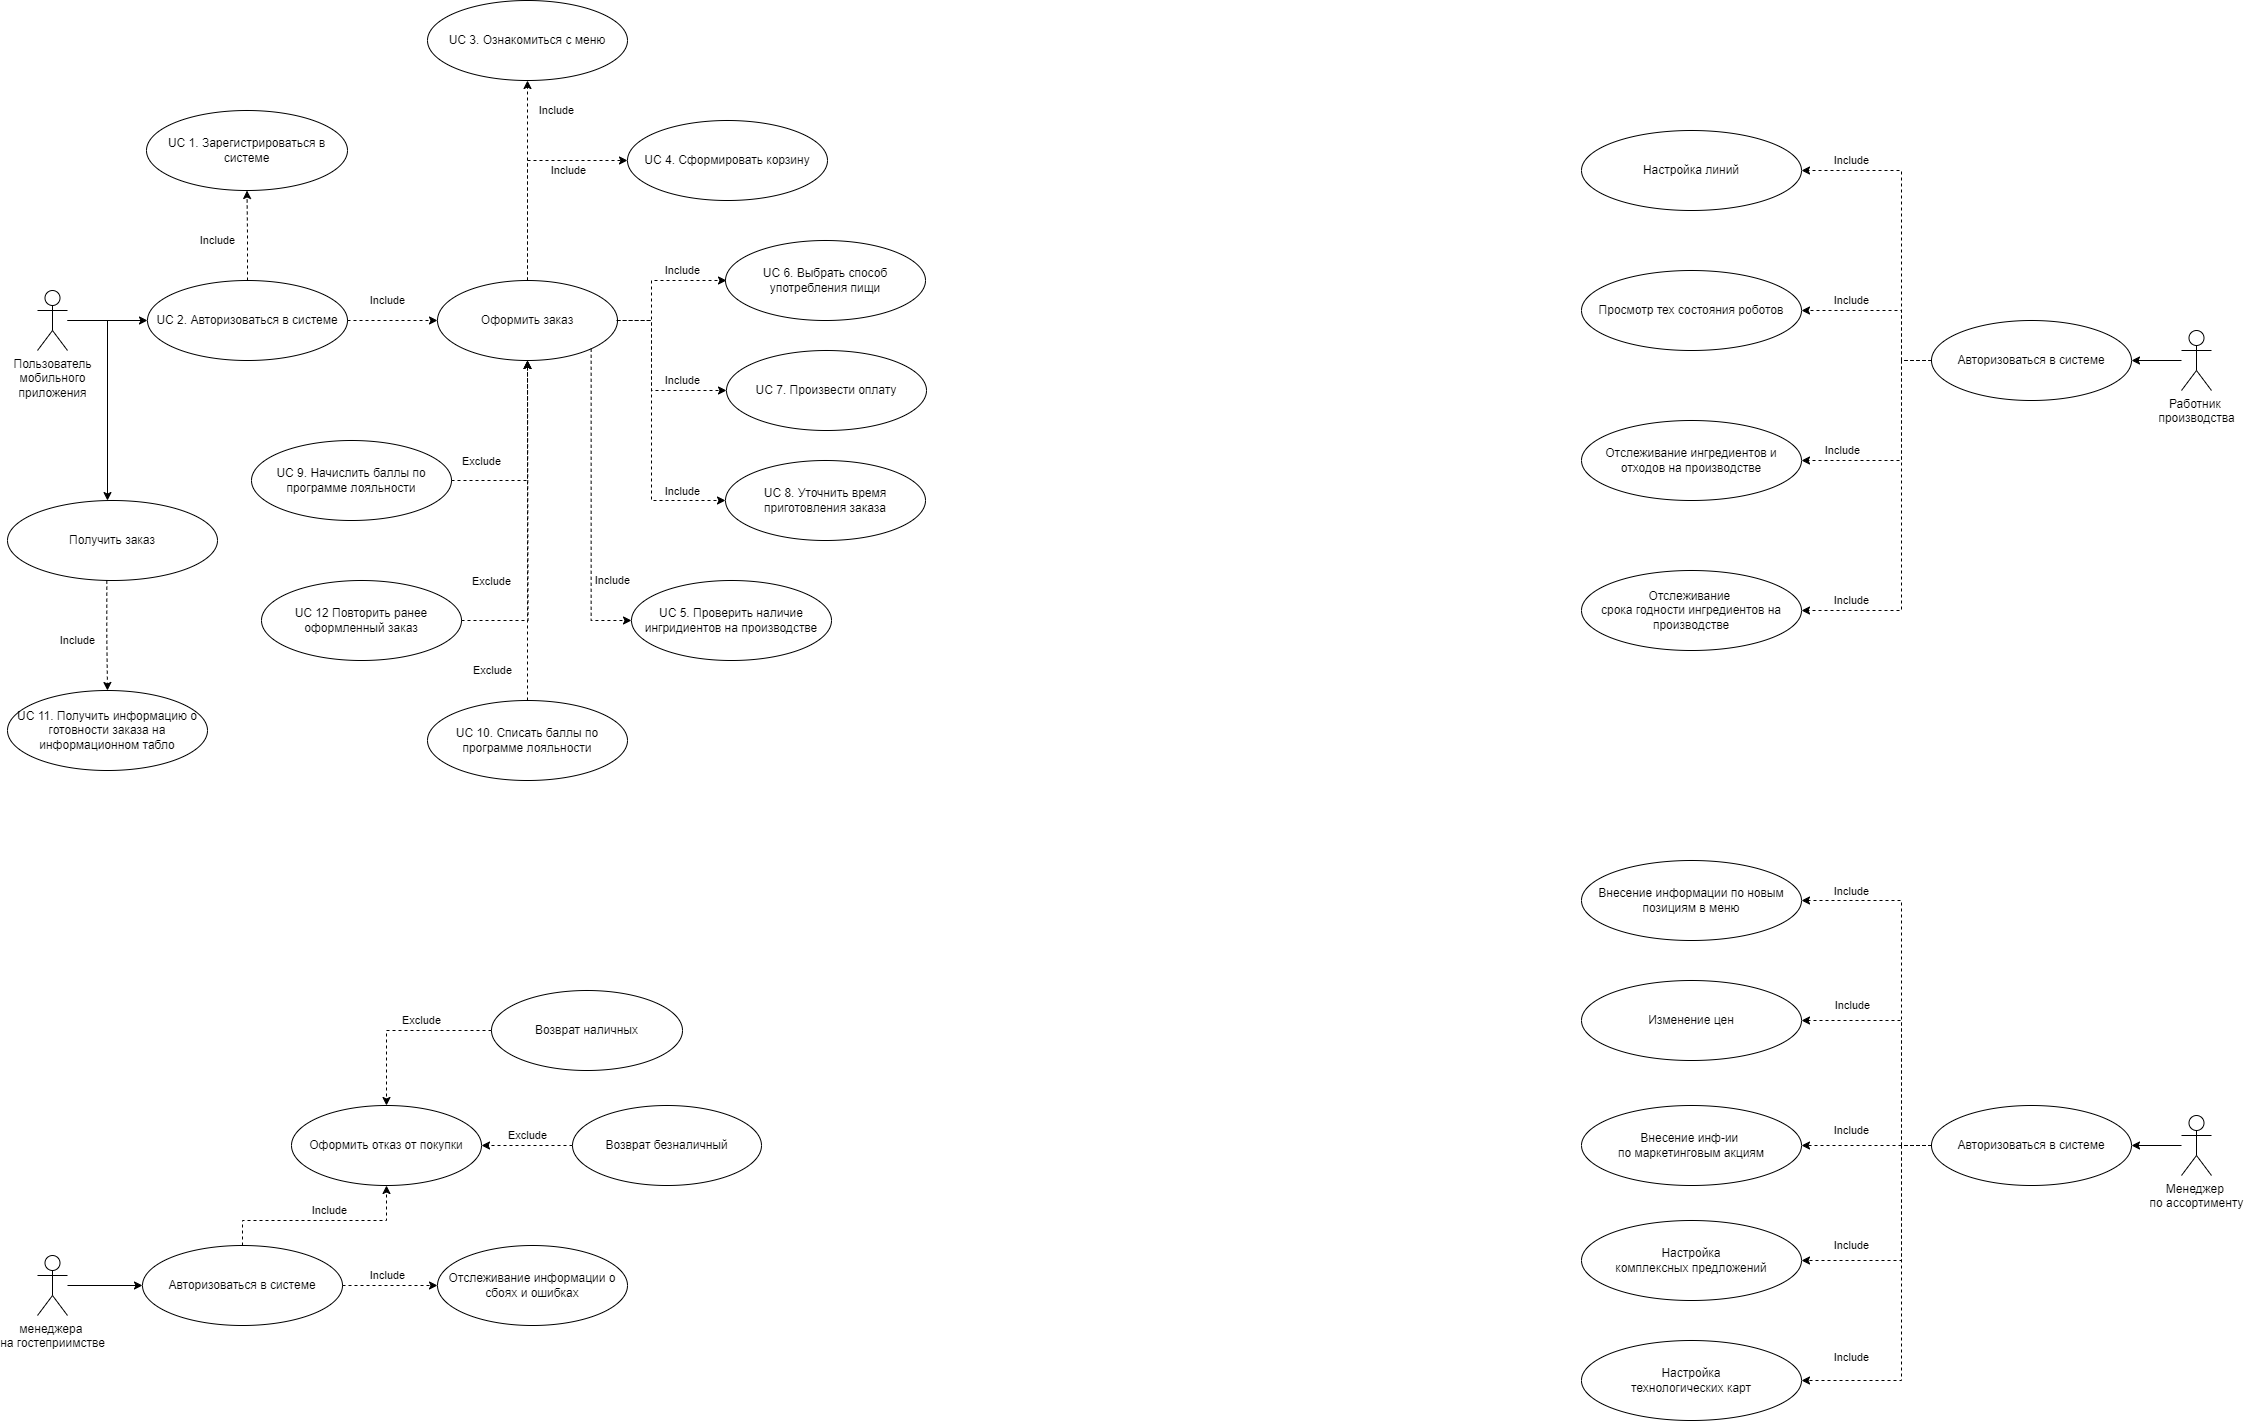 UC 3. Ознакомиться с меню
Include
UC 1. Зарегистрироваться в
системе
UC 4. Сформировать корзину
Include
Include
Include
UC 6. Выбрать способ
употребления пищи
Include
UC 2. Авторизоваться в системе
Оформить заказ
Пользователь
мобильного
приложения
Include
UC 7. Произвести оплату
Exclude
UC 9. Начислить баллы по
программе лояльности
Include
UC 8. Уточнить время
приготовления заказа
Получить заказ
Exclude
Include
UC 12 Повторить ранее
оформленный заказ
UC 5. Проверить наличие
ингридиентов на производстве
Include
Exclude
UC 11. Получить информацию о
готовности заказа на
информационном табло
UC 10. Списать баллы по
программе лояльности
Include
Настройка линий
Include
Просмотр тех состояния роботов
Авторизоваться в системе
Работник
производства
Include
Отслеживание ингредиентов и
отходов на производстве
Include
Отслеживание
срока годности ингредиентов на
производстве
Exclude
Возврат наличных
Exclude
Оформить отказ от покупки
Возврат безналичный
Include
Include
Авторизоваться в системе
Отслеживание информации о
сбоях и ошибках
менеджера
на гостеприимстве
Include
Внесение информации по новым
позициям в меню
Include
Изменение цен
Include
Внесение инф-ии
по маркетинговым акциям
Авторизоваться в системе
Менеджер
по ассортименту
Include
Настройка
комплексных предложений
Include
Настройка
технологических карт